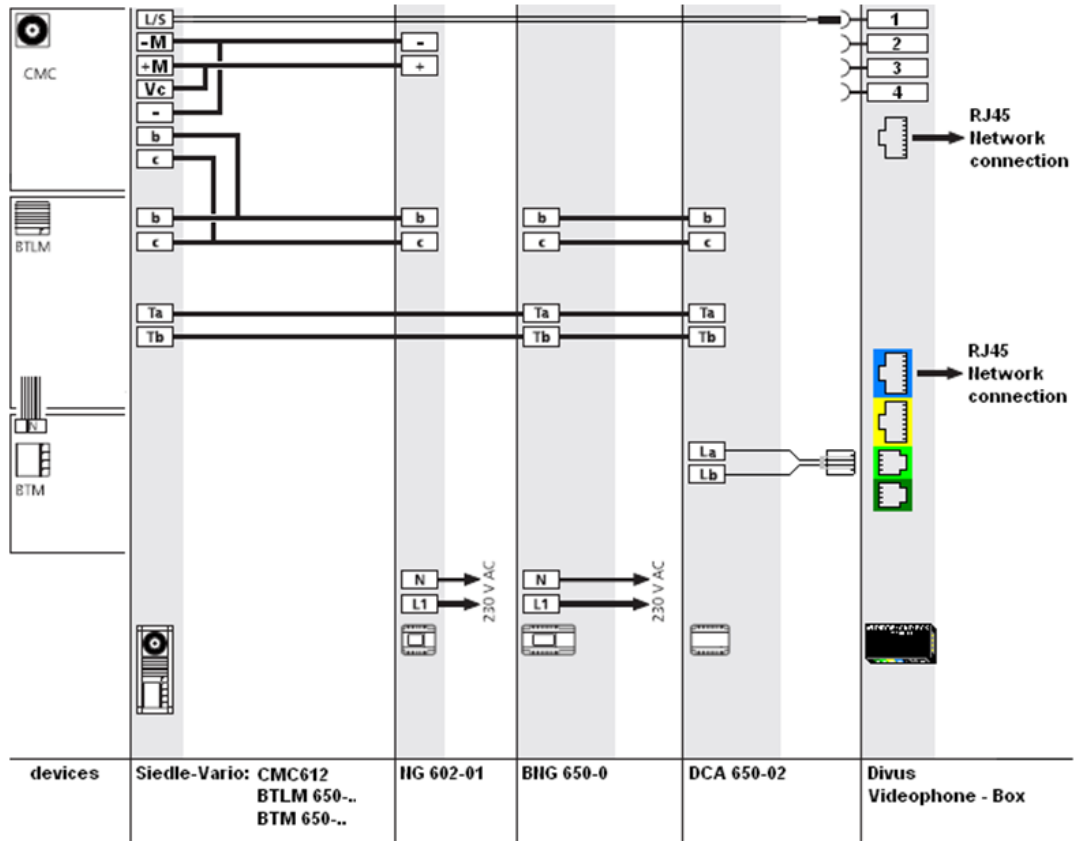 L/S
1
-M
-
2
CMC
+M
+
3
Vc
4
-
RJ45
Network
connection
b
c
b
b
b
b
BTLM
c
c
c
c
Ta
Ta
Ta
Tb
Tb
Tb
RJ45
Network
connection
N
La
Lb
BTM
N
230 V AC
N
230 V AC
L1
L1
devices
Siedle-Vario: CMC612
BTLM 650-..
BTM 650-..
NG 602-01
BNG 650-0
DCA 650-02
Divus
Videophone - Box